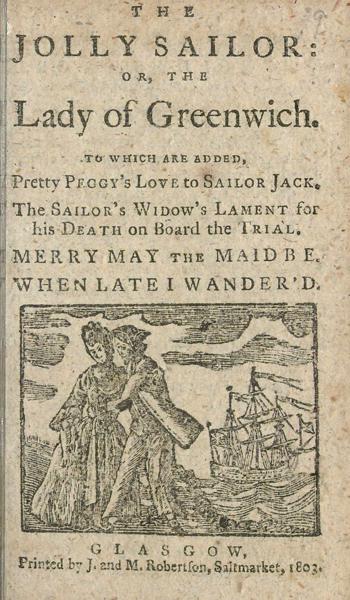 THE
JOLLY SAILOR:
OR, THE
Lady of Greenwich.
TO WHICH ARE ADDED,
Pretty PEGGY'S LOVE to SAILOR JACK.
The SAILOR'S WIDOW'S LAMENT for
his DEATH on Board the TRIAL.
MERRY MAY THE MAID BE.
WHEN LATE I WANDER'D.
GLASGOW,
Printed by J. and M. Robertſon, Saltmarket, 1803.